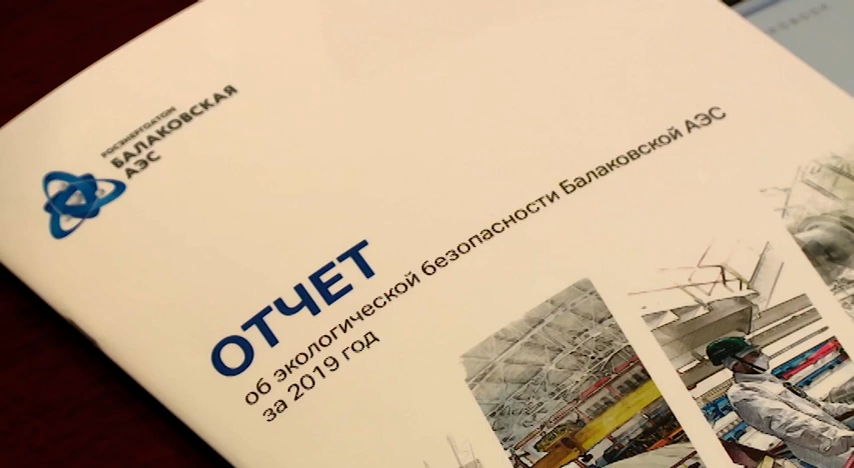 РОСЭНЕРГОАТОМ
БАЛАКОВСКАЯ
АЭС
ОТЧЕТ
об экологической безопасности Балаковской АЭС
за 2019 год